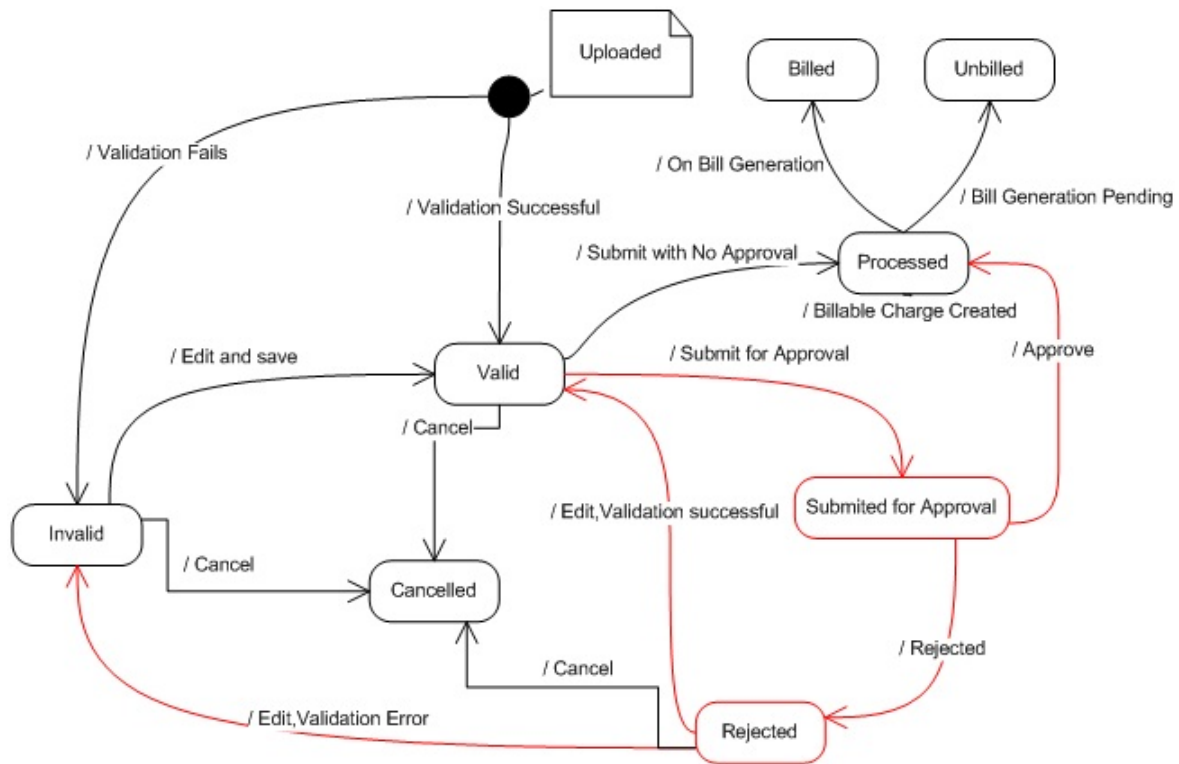 Uploaded
Billed
Unbilled
/ Validation Fails
/ On Bill Generation
/ Bill Generation Pending
/ Validation Successful
/ Submit with No Approval
Processed
/ Billable Charge Created
/ Edit and save
Valid
/ Submit for Approval
/ Approve
/ Cancel
/ Edit,Validation successful
Submited for Approval
Invalid
/ Cancel
Cancelled
/ Rejected
/ Cancel
/ Edit,Validation Error
Rejected